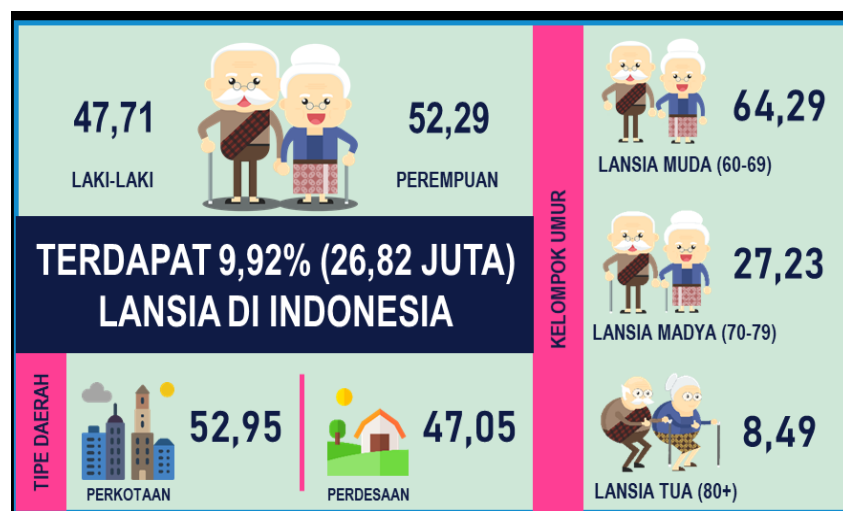 47,71
LAKI-LAKI
52,29
PEREMPUAN
TERDAPAT 9,92% (26,82 JUTA)
LANSIA DI INDONESIA
TIPE DAERAH
52,95
PERKOTAAN
47,05
PERDESAAN
KELOMPOK UMUR
64,29
LANSIA MUDA (60-69)
27,23
LANSIA MADYA (70-79)
8,49
LANSIA TUA (80+)